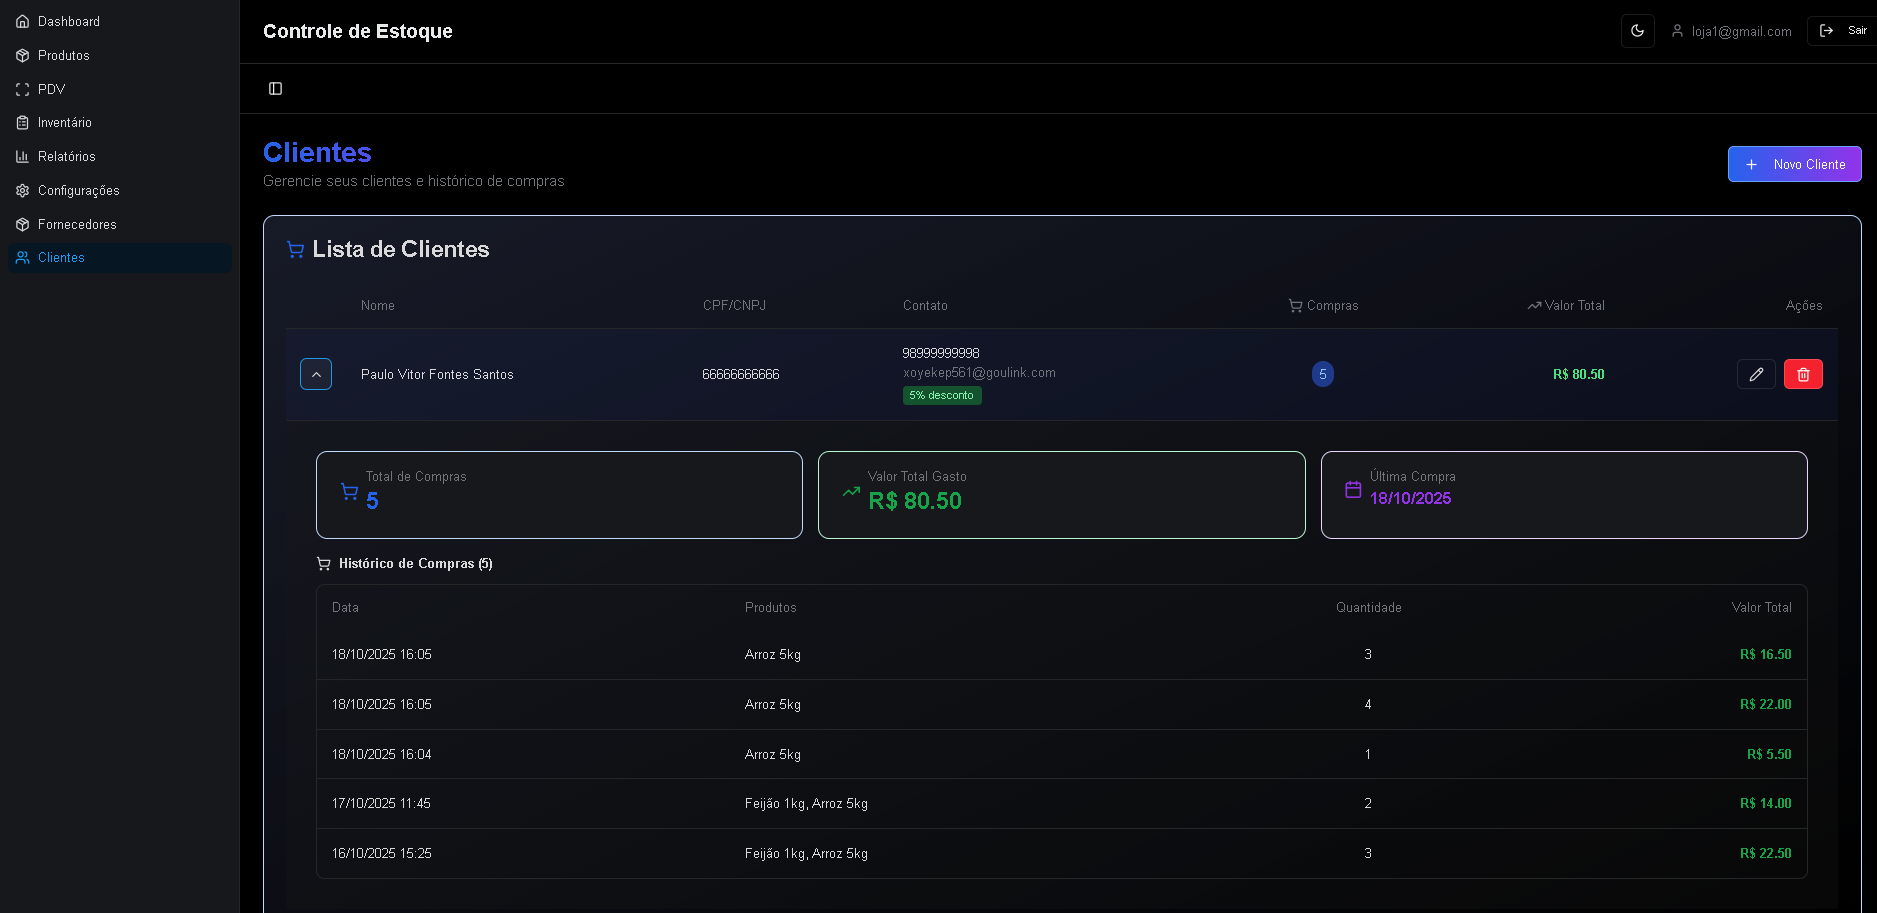 Dashboard
Produtos
PDV
Inventário
Relatórios
Configurações
Fornecedores
Clientes
Controle de Estoque
loja1@gmail.com
Sair
Clientes
Gerencie seus clientes e histórico de compras
Novo Cliente
Lista de Clientes
Nome CPF/CNPJ Contato Compras Valor Total Ações
Paulo Vitor Fontes Santos 66666666666 98999999998 5 R$ 80.50
xoyekep561@goulink.com
5% desconto
Total de Compras
5
Valor Total Gasto
R$ 80.50
Última Compra
18/10/2025
Histórico de Compras (5)
Data Produtos Quantidade Valor Total
18/10/2025 16:05 Arroz 5kg 3 R$ 16.50
18/10/2025 16:05 Arroz 5kg 4 R$ 22.00
18/10/2025 16:04 Arroz 5kg 1 R$ 5.50
17/10/2025 11:45 Feijão 1kg, Arroz 5kg 2 R$ 14.00
16/10/2025 15:25 Feijão 1kg, Arroz 5kg 3 R$ 22.50